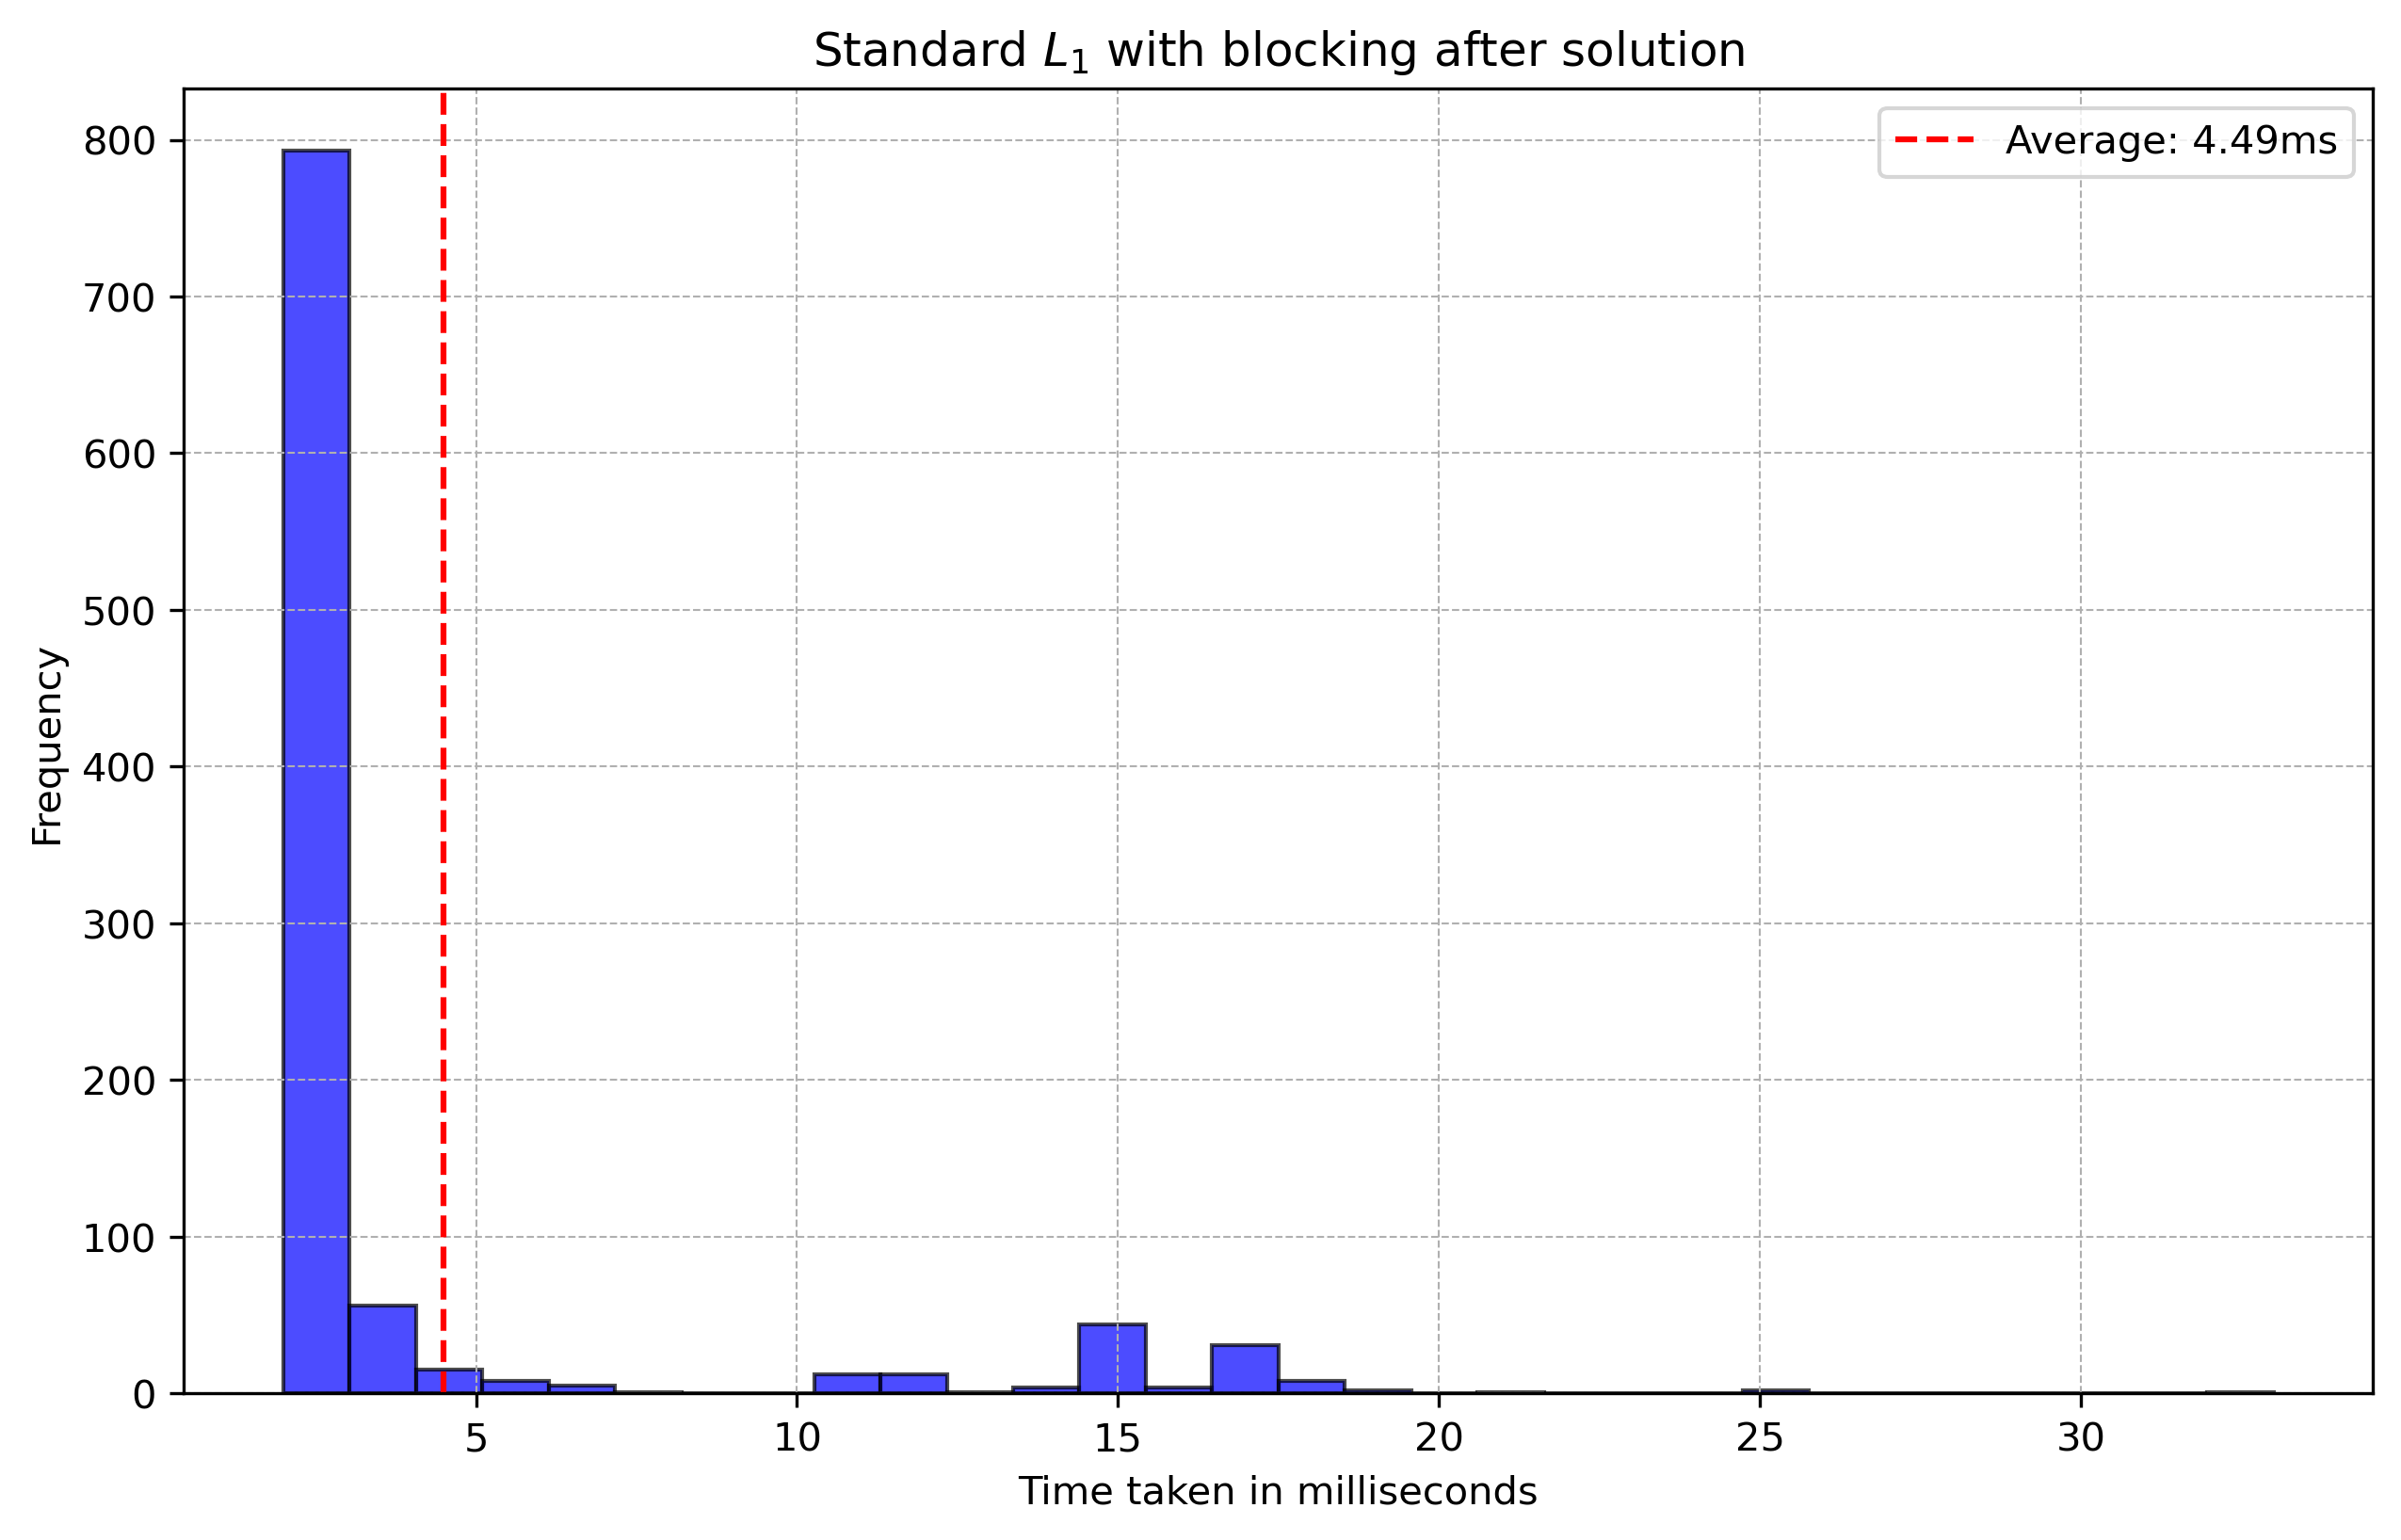 Standard L₁ with blocking after solution
Average: 4.49ms
800
700
600
500
400
300
200
100
0
Frequency
5 10 15 20 25 30
Time taken in milliseconds